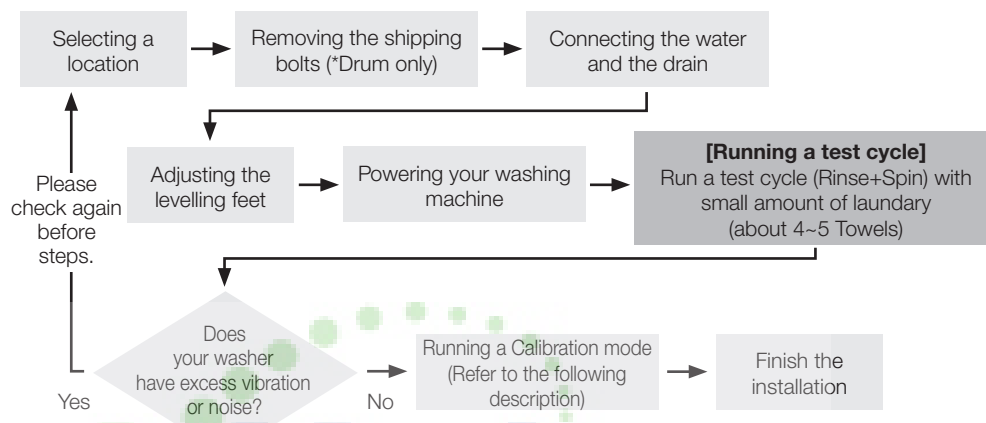 Selecting a
location
Removing the shipping
bolts (*Drum only)
Connecting the water
and the drain
Adjusting the
levelling feet
Powering your washing
machine
[Running a test cycle]
Run a test cycle (Rinse+Spin) with
small amount of laundary
(about 4~5 Towels)
Please
check again
before
steps.
Does
your washer
have excess vibration
or noise?
Yes
No
Running a Calibration mode
(Refer to the following
description)
Finish the
installation